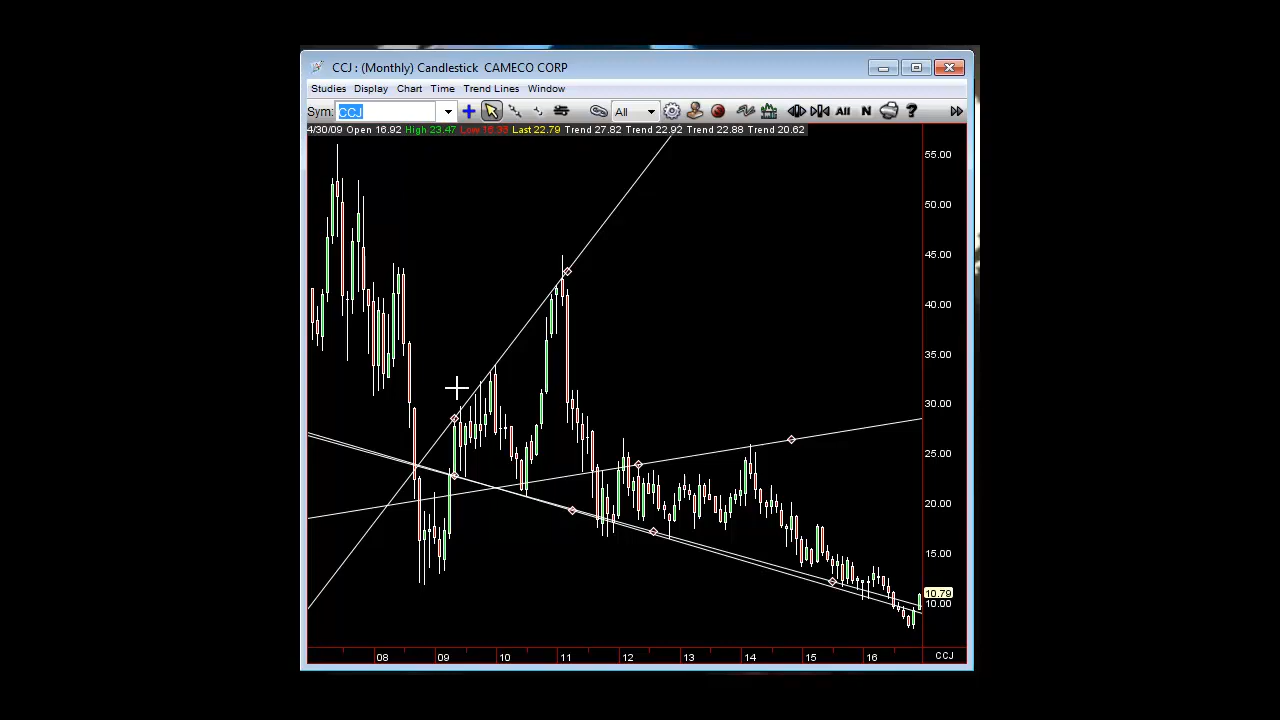 CCJ : (Monthly) Candlestick CAMECO CORP
Studies Display Chart Time Trend Lines Window
Sym: CCJ All All N ?
4/30/09 Open 16.92 High 23.47 Low 16.35 Last 22.79 Trend 27.82 Trend 22.92 Trend 22.88 Trend 20.62
55.00
50.00
45.00
40.00
35.00
30.00
25.00
20.00
15.00
10.79
10.00
08 09 10 11 12 13 14 15 16 CCJ